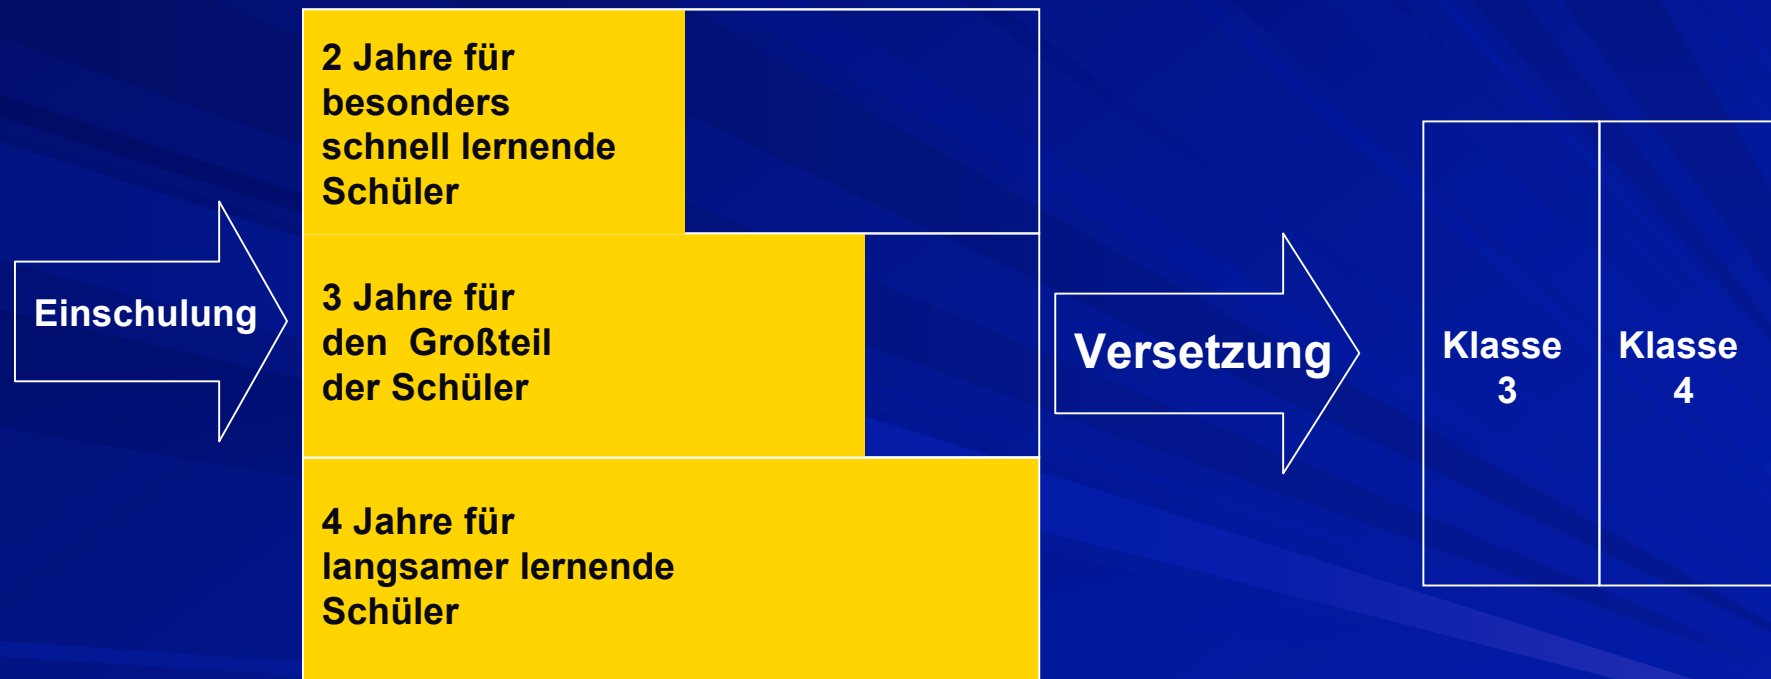 Einschulung
2 Jahre für
besonders
schnell lernende
Schüler
3 Jahre für
den  Großteil
der Schüler
4 Jahre für
langsamer lernende
Schüler
Versetzung
Klasse
3
Klasse
4